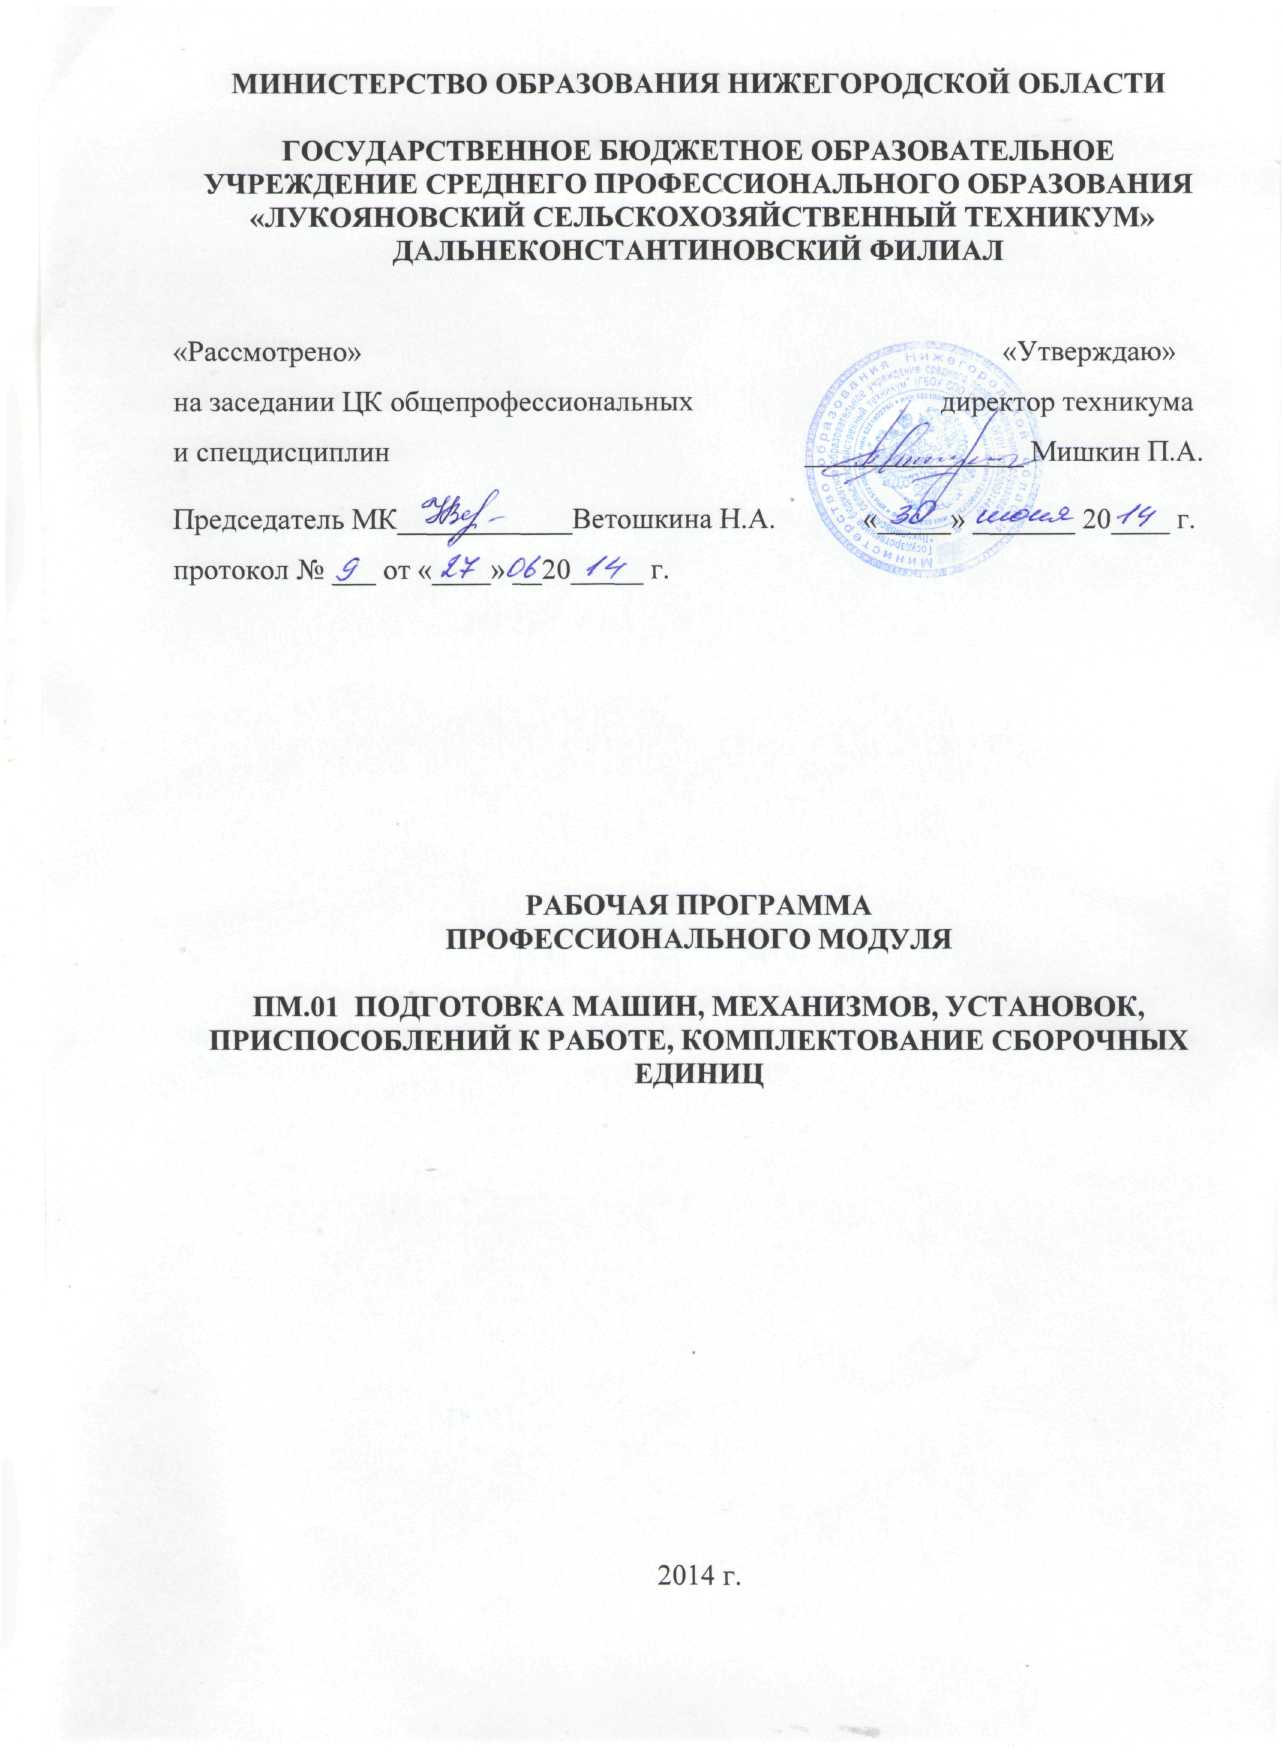 МИНИСТЕРСТВО ОБРАЗОВАНИЯ НИЖЕГОРОДСКОЙ ОБЛАСТИ
ГОСУДАРСТВЕННОЕ БЮДЖЕТНОЕ ОБРАЗОВАТЕЛЬНОЕ
УЧРЕЖДЕНИЕ СРЕДНЕГО ПРОФЕССИОНАЛЬНОГО ОБРАЗОВАНИЯ
«ЛУКОЯНОВСКИЙ СЕЛЬСКОХОЗЯЙСТВЕННЫЙ ТЕХНИКУМ»
ДАЛЬНЕКОНСТАНТИНОВСКИЙ ФИЛИАЛ
«Рассмотрено» «Утверждаю»
на заседании ЦК общепрофессиональных директор техникума
и спецдисциплин ________________ Мишкин П.А.
Председатель МК____________Ветошкина Н.А. « 30 » июня 20 14 г.
протокол № 9 от « 27 » 06 20 14 г.
РАБОЧАЯ ПРОГРАММА
ПРОФЕССИОНАЛЬНОГО МОДУЛЯ
ПМ.01 ПОДГОТОВКА МАШИН, МЕХАНИЗМОВ, УСТАНОВОК,
ПРИСПОСОБЛЕНИЙ К РАБОТЕ, КОМПЛЕКТОВАНИЕ СБОРОЧНЫХ
ЕДИНИЦ
2014 г.